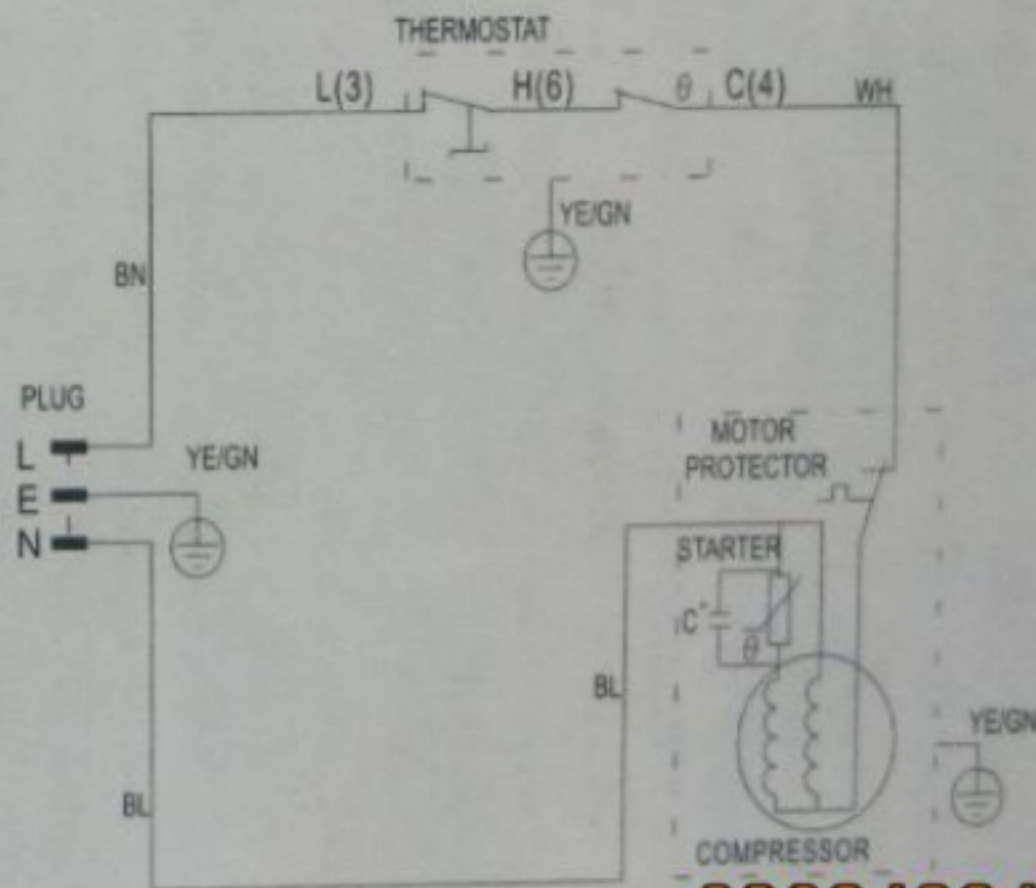 THERMOSTAT
L(3) H(6) θ C(4) WH
YE/GN
BN
PLUG
L YE/GN
E
N
MOTOR
PROTECTOR
STARTER
C*
θ
BL
YE/GN
BL
COMPRESSOR